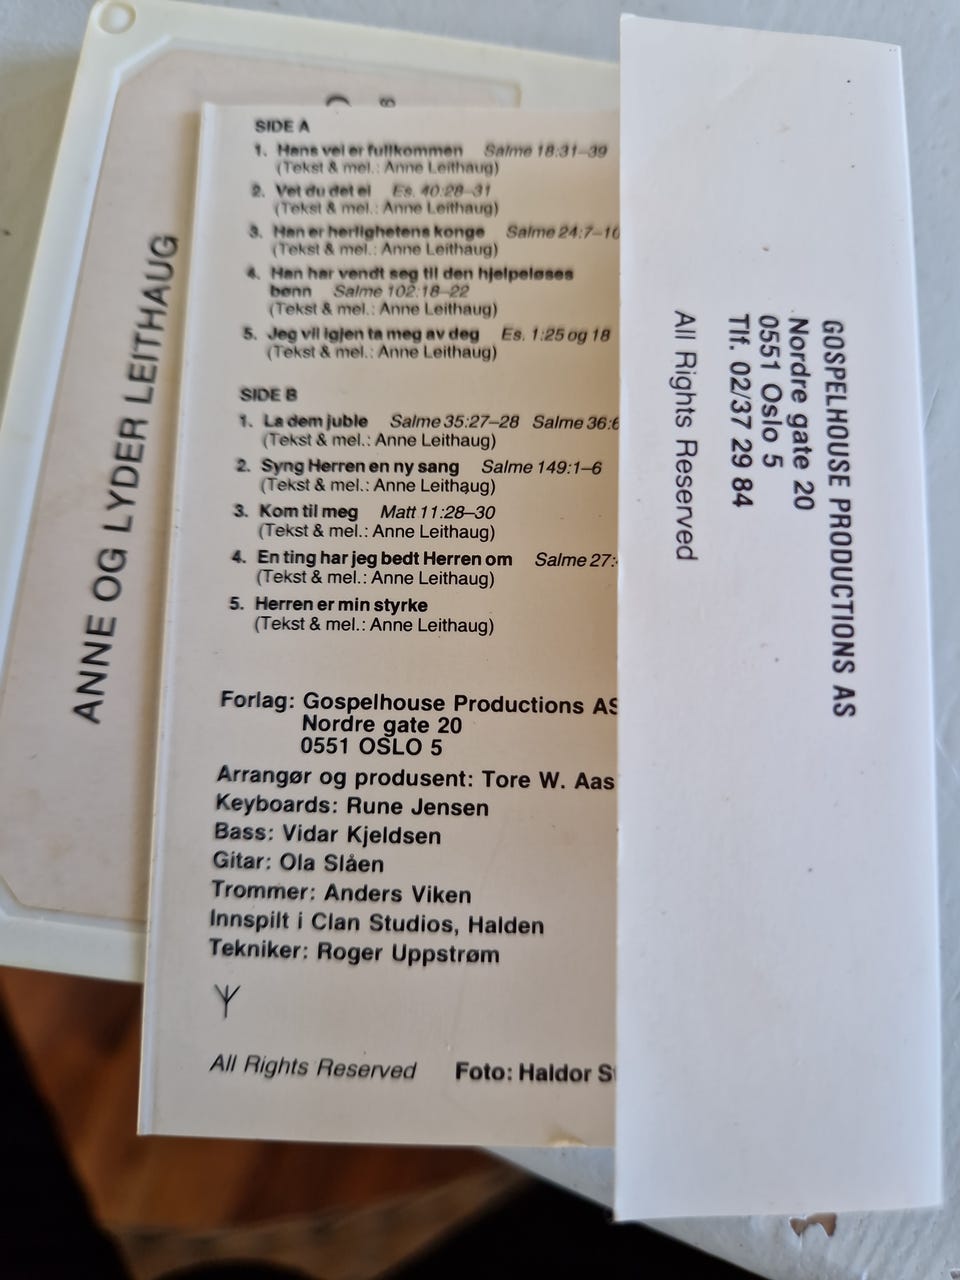 ANNE OG LYDER LEITHAUG
SIDE A
1. Hans vei er fullkommen Salme 18:31–39
(Tekst & mel.: Anne Leithaug)
2. Vet du det ei Es. 40:28–31
(Tekst & mel.: Anne Leithaug)
3. Han er herlighetens konge Salme 24:7–10
(Tekst & mel.: Anne Leithaug)
4. Han har vendt seg til den hjelpeløses
bønn Salme 102:18–22
(Tekst & mel.: Anne Leithaug)
5. Jeg vil igjen ta meg av deg Es. 1:25 og 18
(Tekst & mel.: Anne Leithaug)
SIDE B
1. La dem juble Salme 35:27–28 Salme 36:6
(Tekst & mel.: Anne Leithaug)
2. Syng Herren en ny sang Salme 149:1–6
(Tekst & mel.: Anne Leithaug)
3. Kom til meg Matt 11:28–30
(Tekst & mel.: Anne Leithaug)
4. En ting har jeg bedt Herren om Salme 27:
(Tekst & mel.: Anne Leithaug)
5. Herren er min styrke
(Tekst & mel.: Anne Leithaug)
Forlag: Gospelhouse Productions AS
Nordre gate 20
0551 OSLO 5
Arrangør og produsent: Tore W. Aas
Keyboards: Rune Jensen
Bass: Vidar Kjeldsen
Gitar: Ola Slåen
Trommer: Anders Viken
Innspilt i Clan Studios, Halden
Tekniker: Roger Uppstrøm
All Rights Reserved Foto: Haldor
GOSPELHOUSE PRODUCTIONS AS
Nordre gate 20
0551 Oslo 5
Tlf. 02/37 29 84
All Rights Reserved